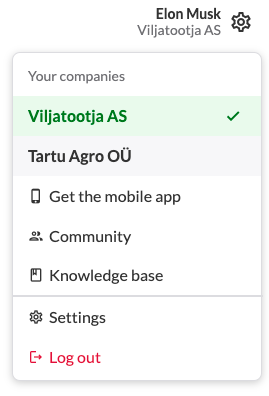 Elon Musk
Viljatootja AS
Your companies
Viljatootja AS
Tartu Agro OÜ
Get the mobile app
Community
Knowledge base
Settings
Log out